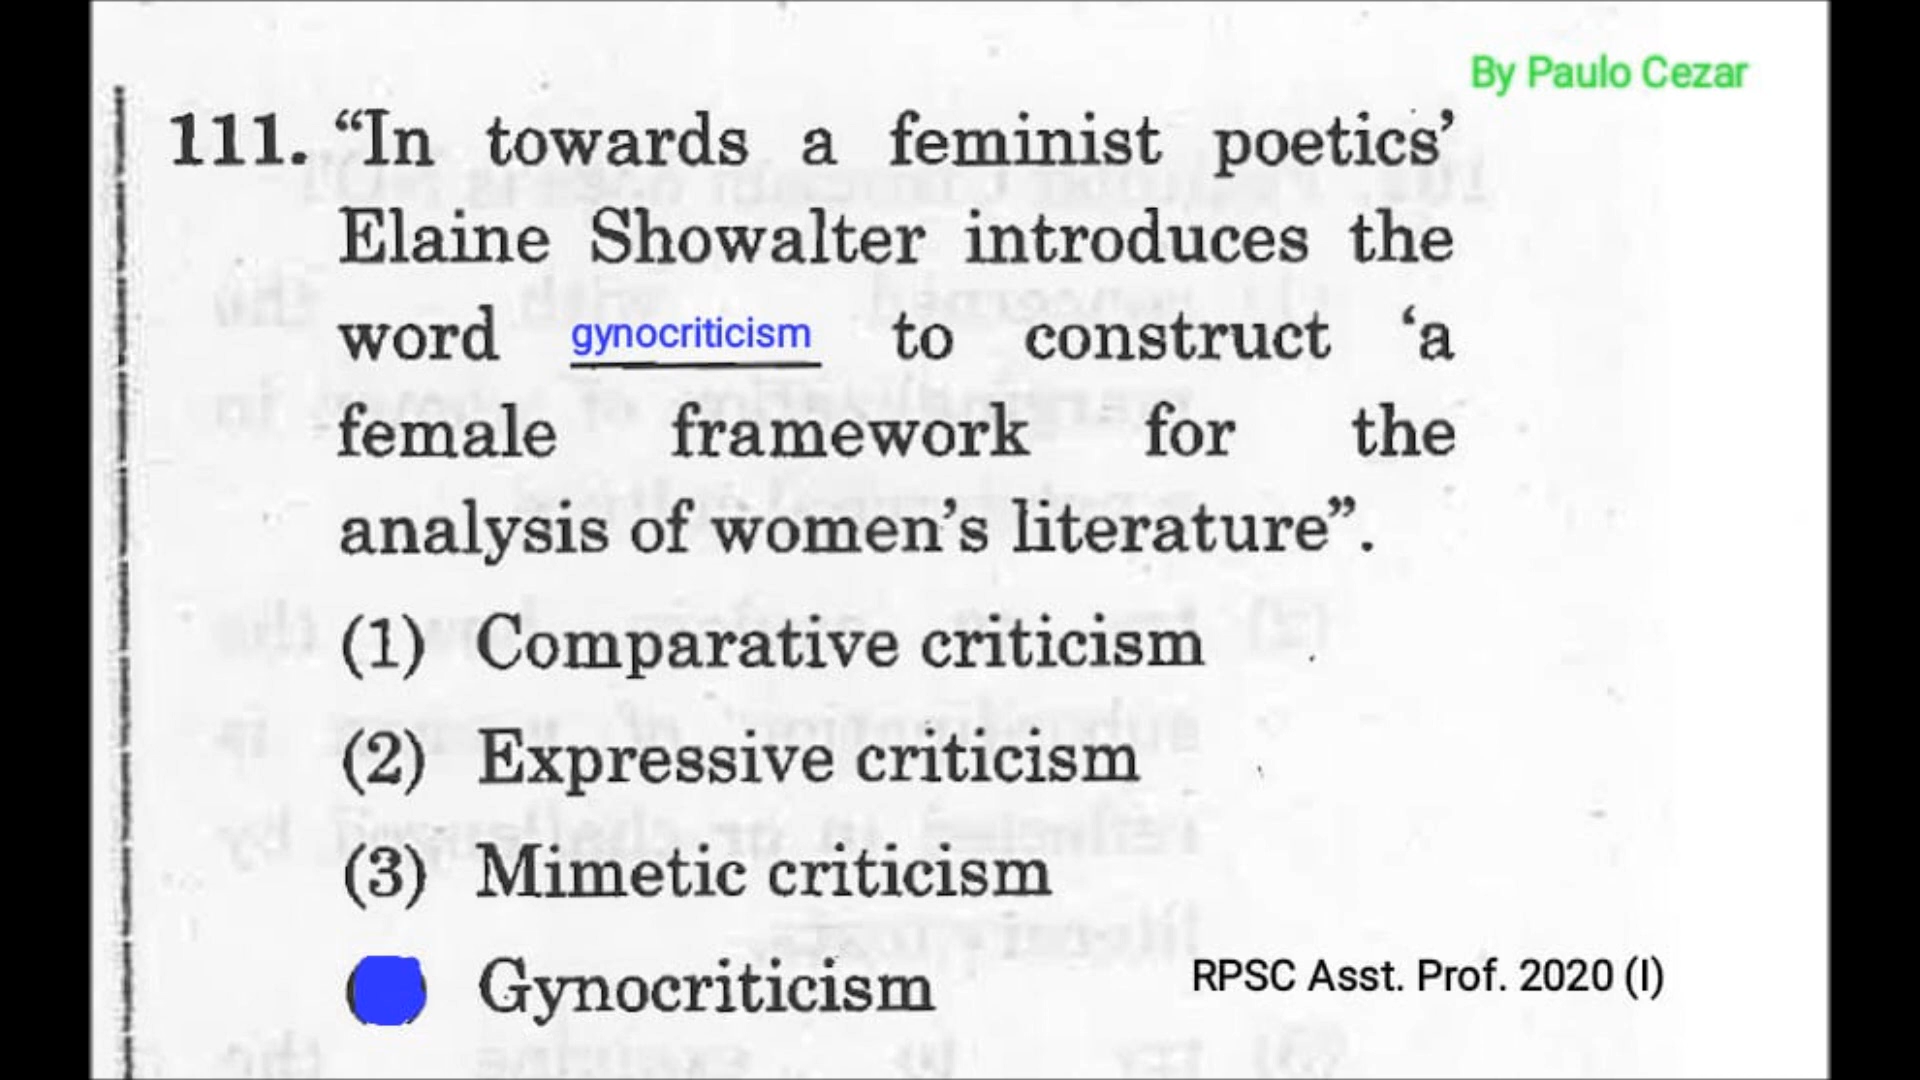 By Paulo Cezar
111. “In towards a feminist poetics’
Elaine Showalter introduces the
word gynocriticism to construct ‘a
female framework for the
analysis of women’s literature”.
(1) Comparative criticism
(2) Expressive criticism
(3) Mimetic criticism
Gynocriticism
RPSC Asst. Prof. 2020 (I)